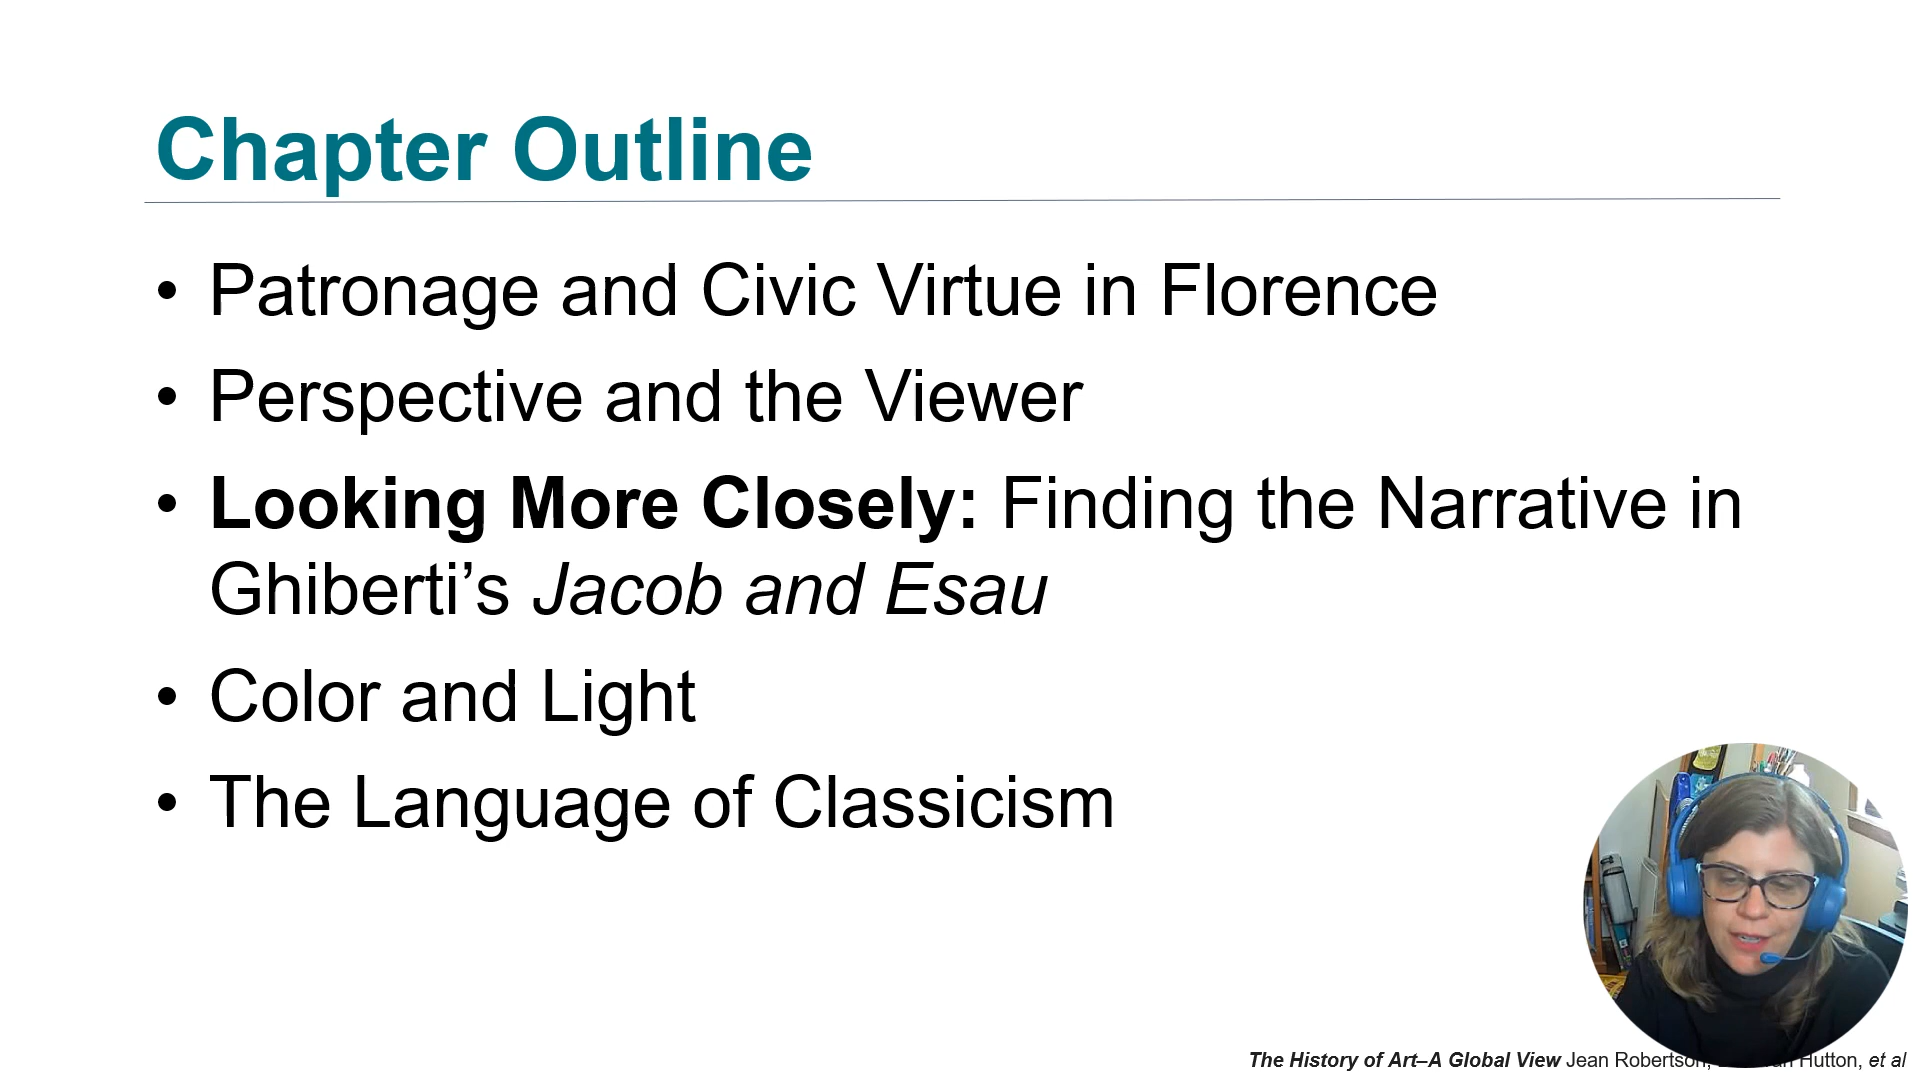 Chapter Outline
• Patronage and Civic Virtue in Florence
• Perspective and the Viewer
• Looking More Closely: Finding the Narrative in
Ghiberti’s Jacob and Esau
• Color and Light
• The Language of Classicism
The History of Art–A Global View Jean Robertson, Hutton, et al